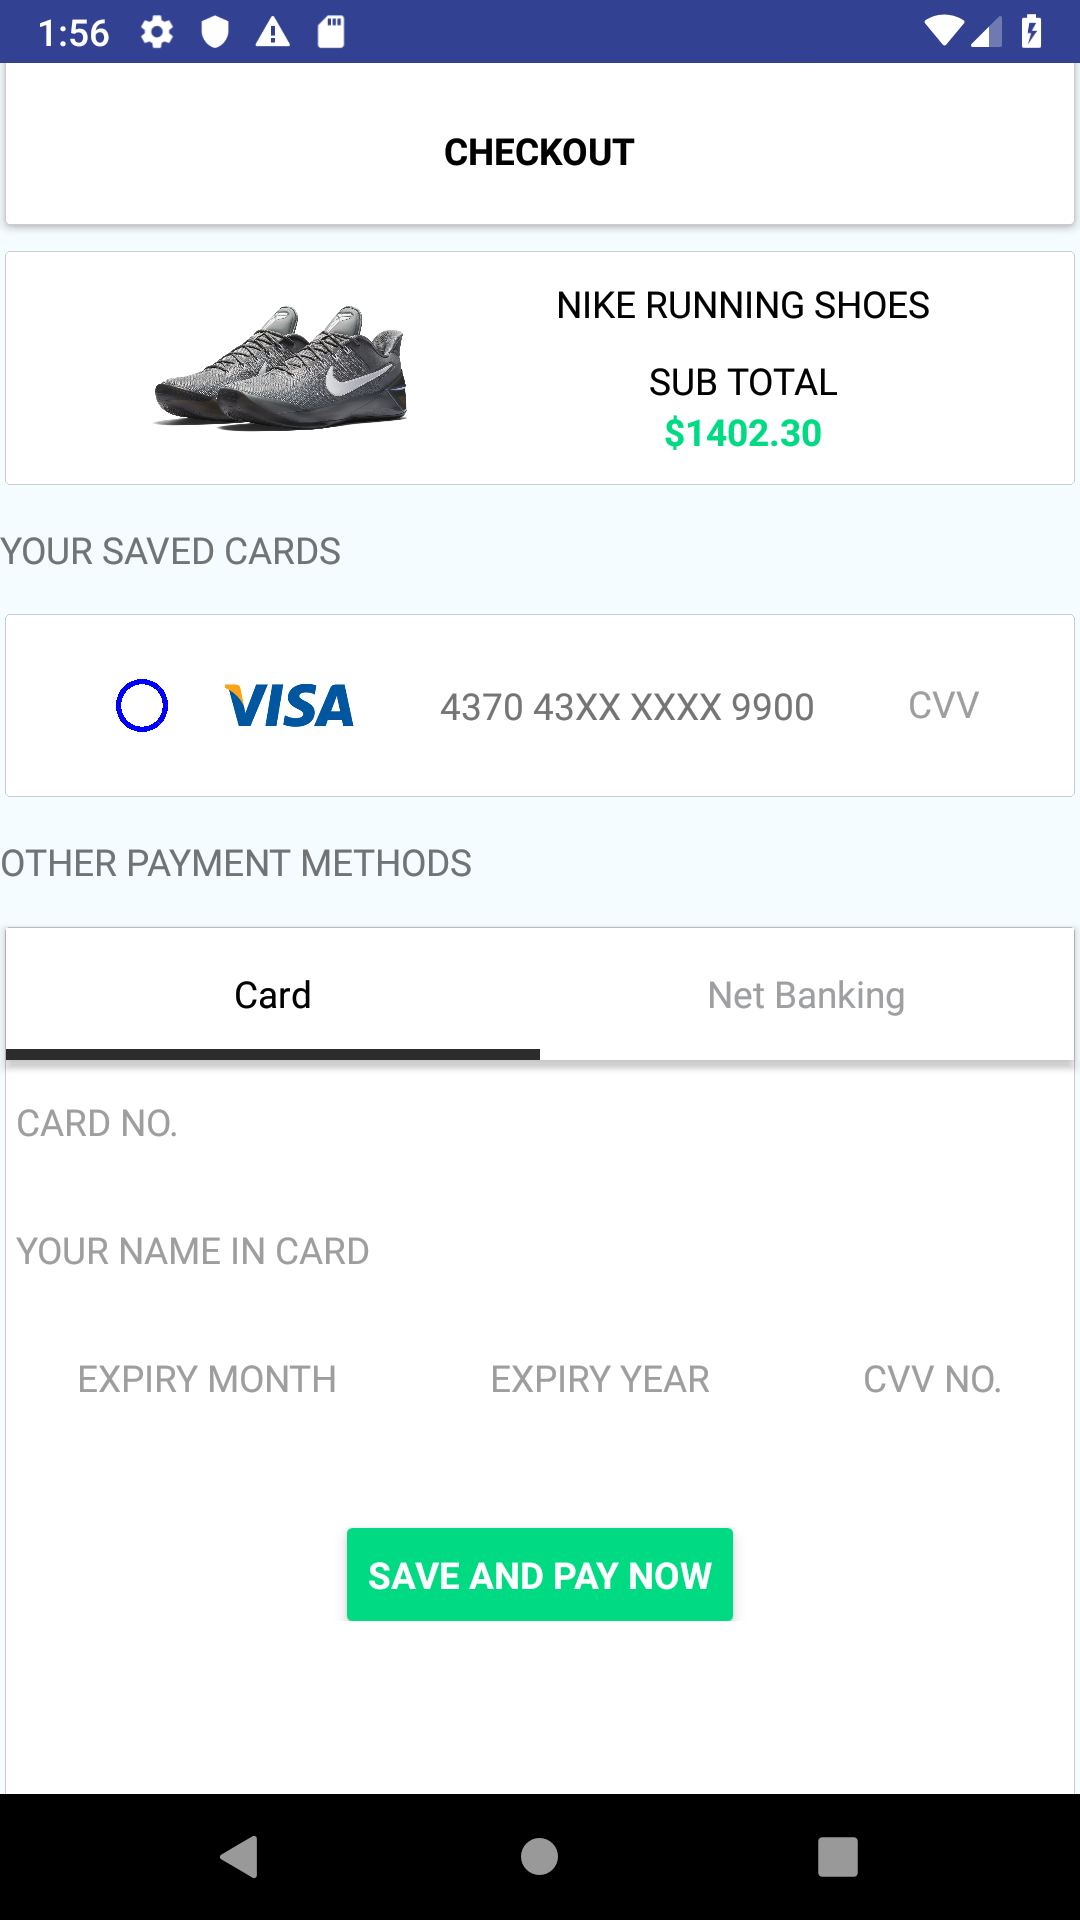 1:56
CHECKOUT
NIKE RUNNING SHOES
SUB TOTAL
$1402.30
YOUR SAVED CARDS
VISA 4370 43XX XXXX 9900 CVV
OTHER PAYMENT METHODS
Card Net Banking
CARD NO.
YOUR NAME IN CARD
EXPIRY MONTH EXPIRY YEAR CVV NO.
SAVE AND PAY NOW